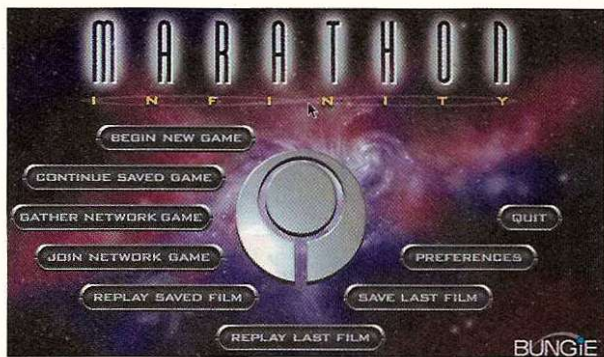 MARATHON
INFINITY
BEGIN NEW GAME
CONTINUE SAVED GAME
GATHER NETWORK GAME
QUIT
JOIN NETWORK GAME
PREFERENCES
REPLAY SAVED FILM
SAVE LAST FILM
REPLAY LAST FILM
BUNGiE